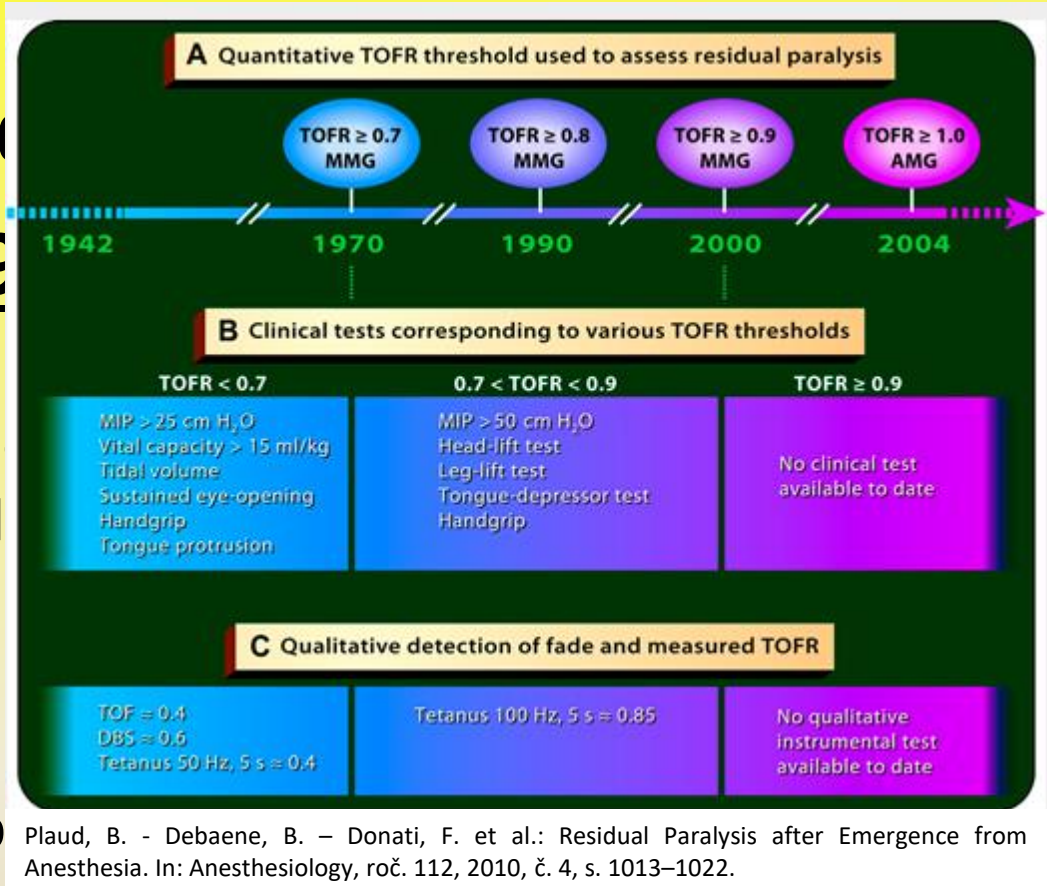 A Quantitative TOFR threshold used to assess residual paralysis
TOFR ≥ 0.7
MMG
TOFR ≥ 0.8
MMG
TOFR ≥ 0.9
MMG
TOFR ≥ 1.0
AMG
1942
1970
1990
2000
2004
B Clinical tests corresponding to various TOFR thresholds
TOFR < 0.7
MIP > 25 cm H₂O
Vital capacity > 15 ml/kg
Tidal volume
Sustained eye-opening
Handgrip
Tongue protrusion
0.7 < TOFR < 0.9
MIP > 50 cm H₂O
Head-lift test
Leg-lift test
Tongue-depressor test
Handgrip
TOFR ≥ 0.9
No clinical test
available to date
C Qualitative detection of fade and measured TOFR
TOF ≈ 0.4
DBS ≈ 0.6
Tetanus 50 Hz, 5 s ≈ 0.4
Tetanus 100 Hz, 5 s ≈ 0.85
No qualitative
instrumental test
available to date
Plaud, B. - Debaene, B. – Donati, F. et al.: Residual Paralysis after Emergence from
Anesthesia. In: Anesthesiology, roč. 112, 2010, č. 4, s. 1013–1022.